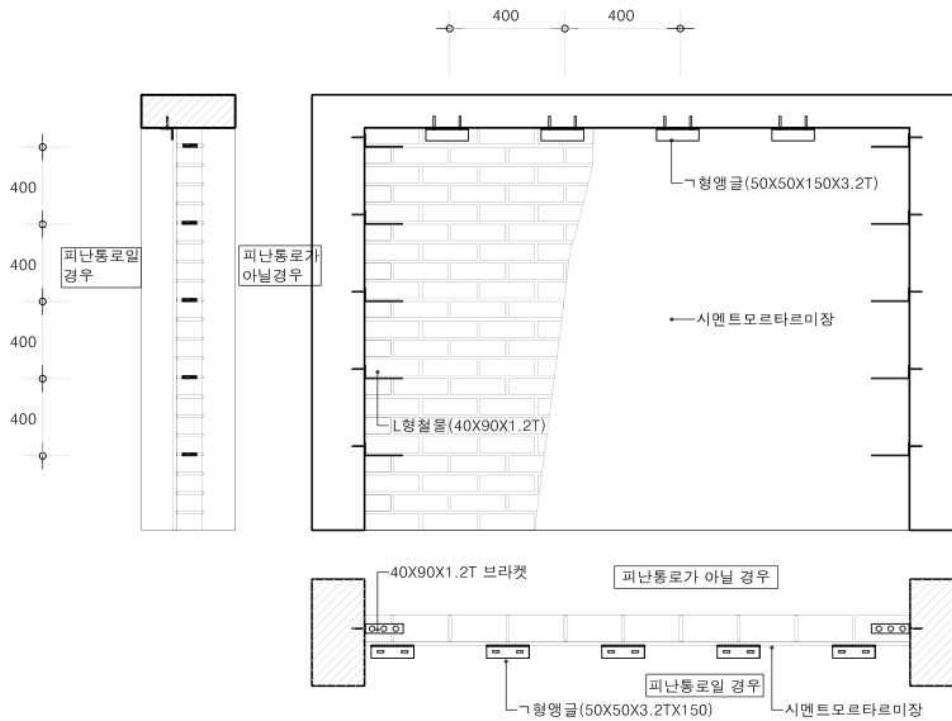 400 400
ㄱ형앵글(50X50X150X3.2T)
400
400
400
400
피난통로일
경우
피난통로가
아닐경우
시멘트모르타르미장
L형철물(40X90X1.2T)
40X90X1.2T 브라켓
피난통로가 아닐 경우
피난통로일 경우
ㄱ형앵글(50X50X3.2TX150)
시멘트모르타르미장